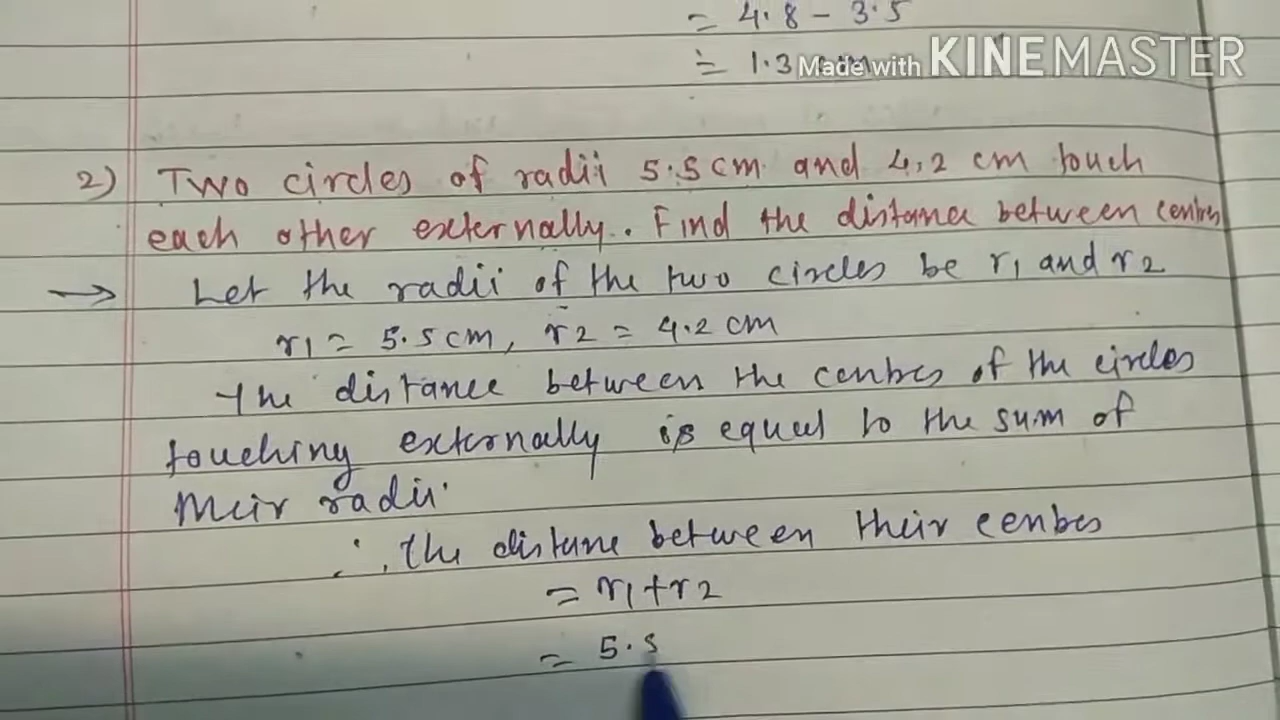 = 4.8 - 3.5
= 1.3 cm
Made with KINEMASTER
2) Two circles of radii 5.5 cm and 4.2 cm touch
each other externally. Find the distance between centres
→ Let the radii of the two circles be r1 and r2
r1 = 5.5 cm, r2 = 4.2 cm
The distance between the centres of the circles
touching externally is equal to the sum of
their radii.
∴ the distance between their centres
= r1 + r2
= 5.5